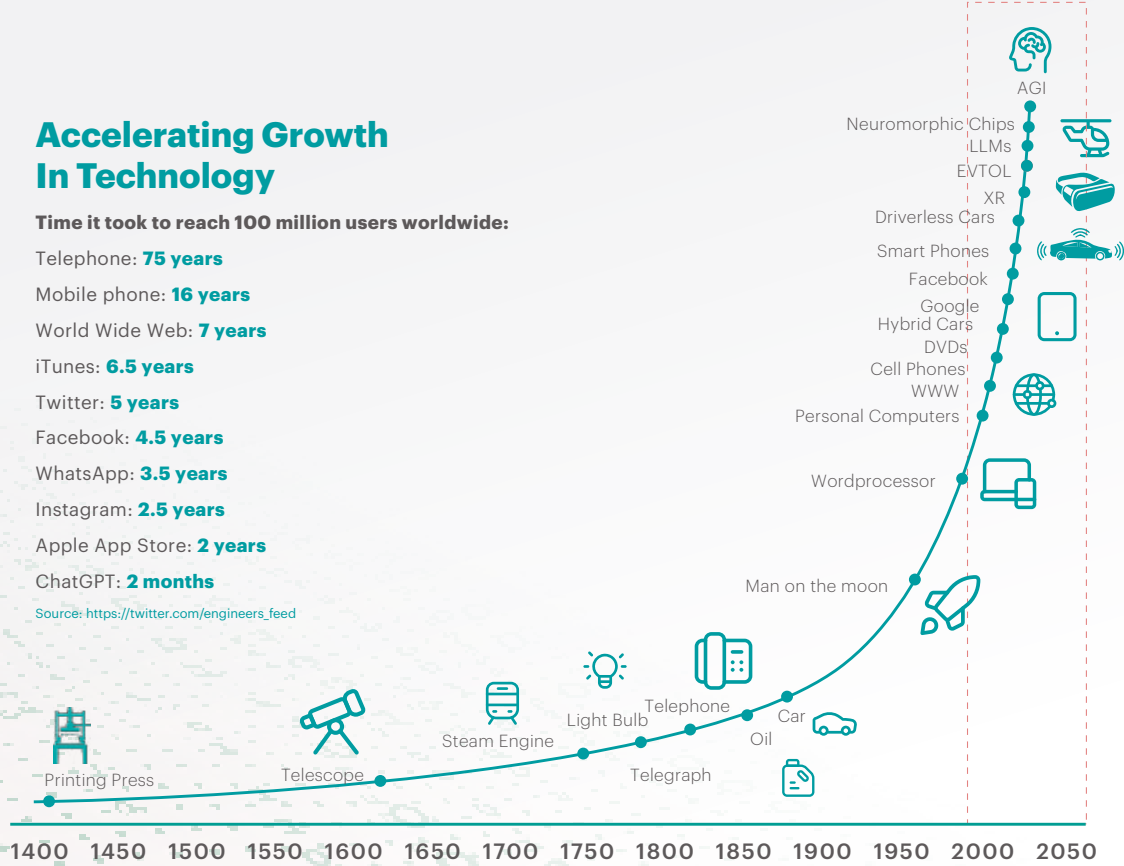 Accelerating Growth
In Technology
Time it took to reach 100 million users worldwide:
Telephone: 75 years
Mobile phone: 16 years
World Wide Web: 7 years
iTunes: 6.5 years
Twitter: 5 years
Facebook: 4.5 years
WhatsApp: 3.5 years
Instagram: 2.5 years
Apple App Store: 2 years
ChatGPT: 2 months
Source: https://twitter.com/engineers_feed
AGI
Neuromorphic Chips
LLMs
EVTOL
XR
Driverless Cars
Smart Phones
Facebook
Google
Hybrid Cars
DVDs
Cell Phones
WWW
Personal Computers
Wordprocessor
Man on the moon
Telephone
Car
Light Bulb
Oil
Steam Engine
Telegraph
Telescope
Printing Press
1400 1450 1500 1550 1600 1650 1700 1750 1800 1850 1900 1950 2000 2050